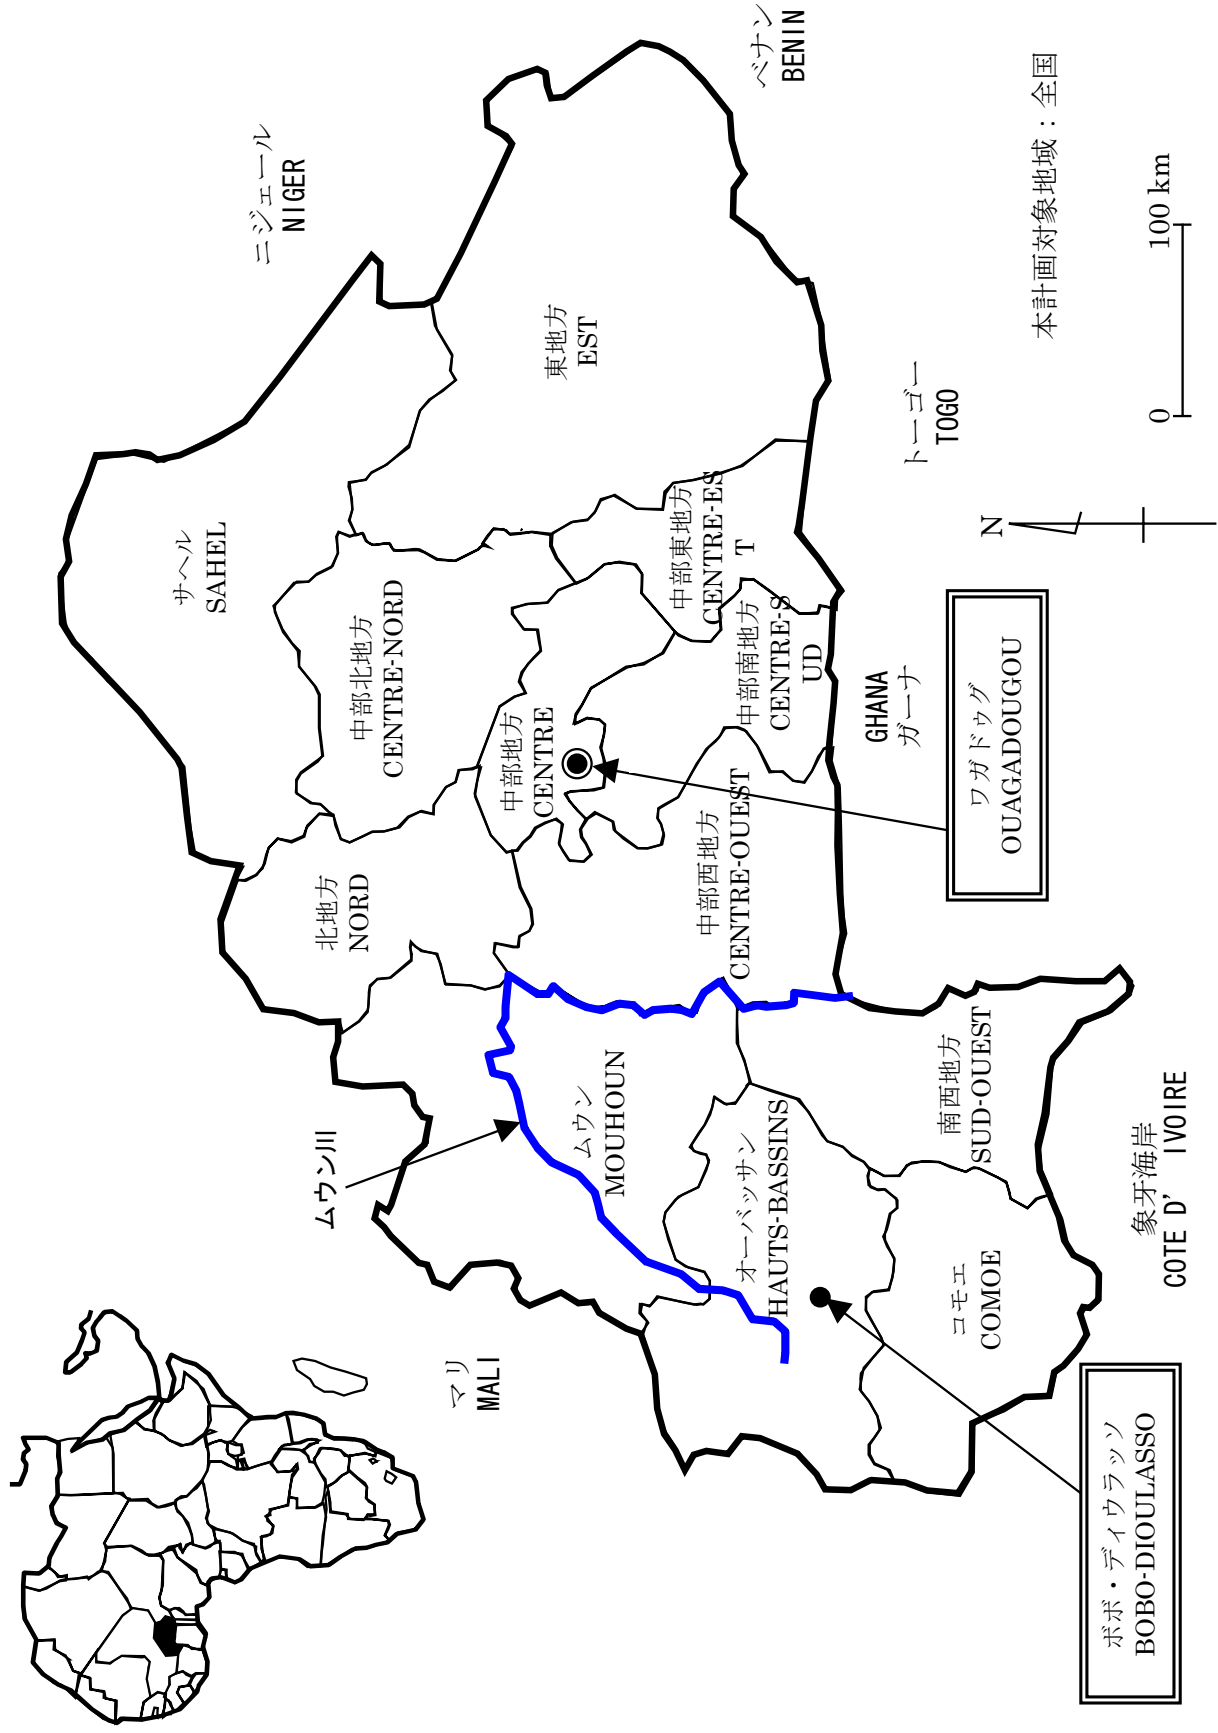 ニジェール
NIGER
ベナン
BENIN
サヘル
SAHEL
中部北地方
CENTRE-NORD
東地方
EST
北地方
NORD
中部地方
CENTRE
中部東地方
CENTRE-ES
T
中部南地方
CENTRE-S
UD
中部西地方
CENTRE-OUEST
トーゴー
TOGO
GHANA
ガーナ
本計画対象地域：全国
N
0
100 km
ワガドゥグ
OUAGADOUGOU
ムウン川
ムウン
MOUHOUN
マリ
MALI
オーバッサン
HAUTS-BASSINS
南西地方
SUD-OUEST
コモエ
COMOE
象牙海岸
COTE D' IVOIRE
ボボ・ディウラッソ
BOBO-DIOULASSO